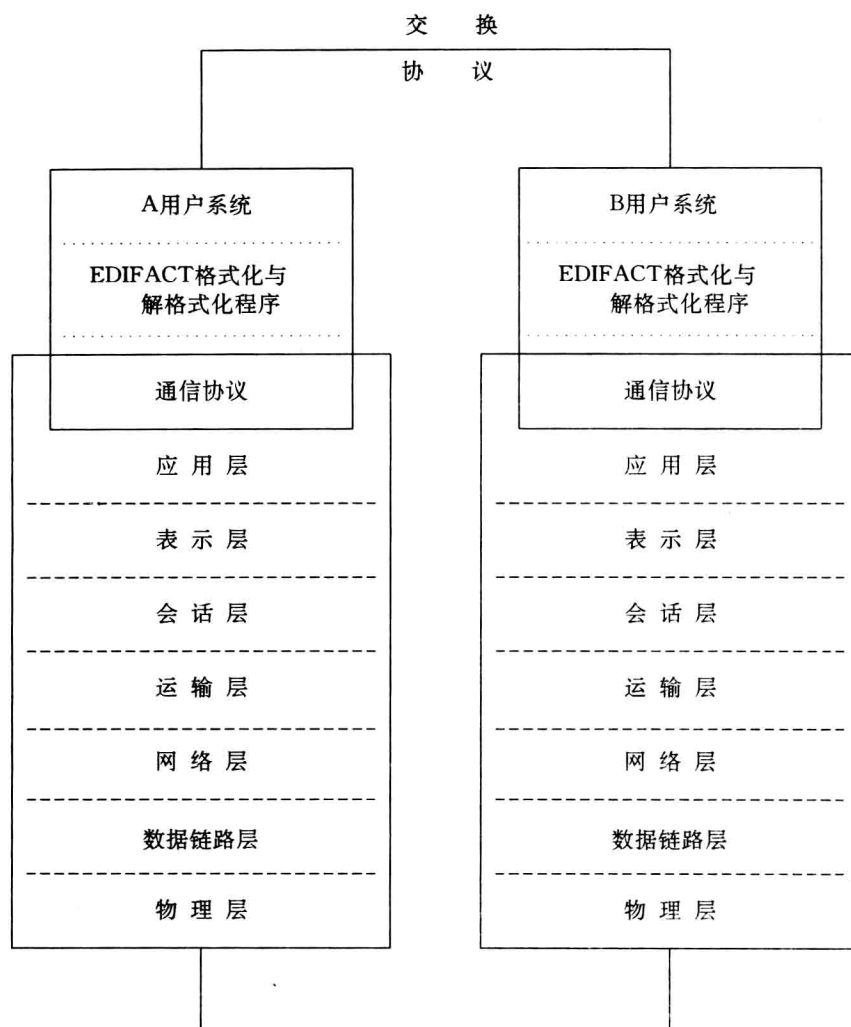 交 换
协 议
A用户系统
EDIFACT格式化与
解格式化程序
通信协议
应 用 层
表 示 层
会 话 层
运 输 层
网 络 层
数据链路层
物 理 层
B用户系统
EDIFACT格式化与
解格式化程序
通信协议
应 用 层
表 示 层
会 话 层
运 输 层
网 络 层
数据链路层
物 理 层